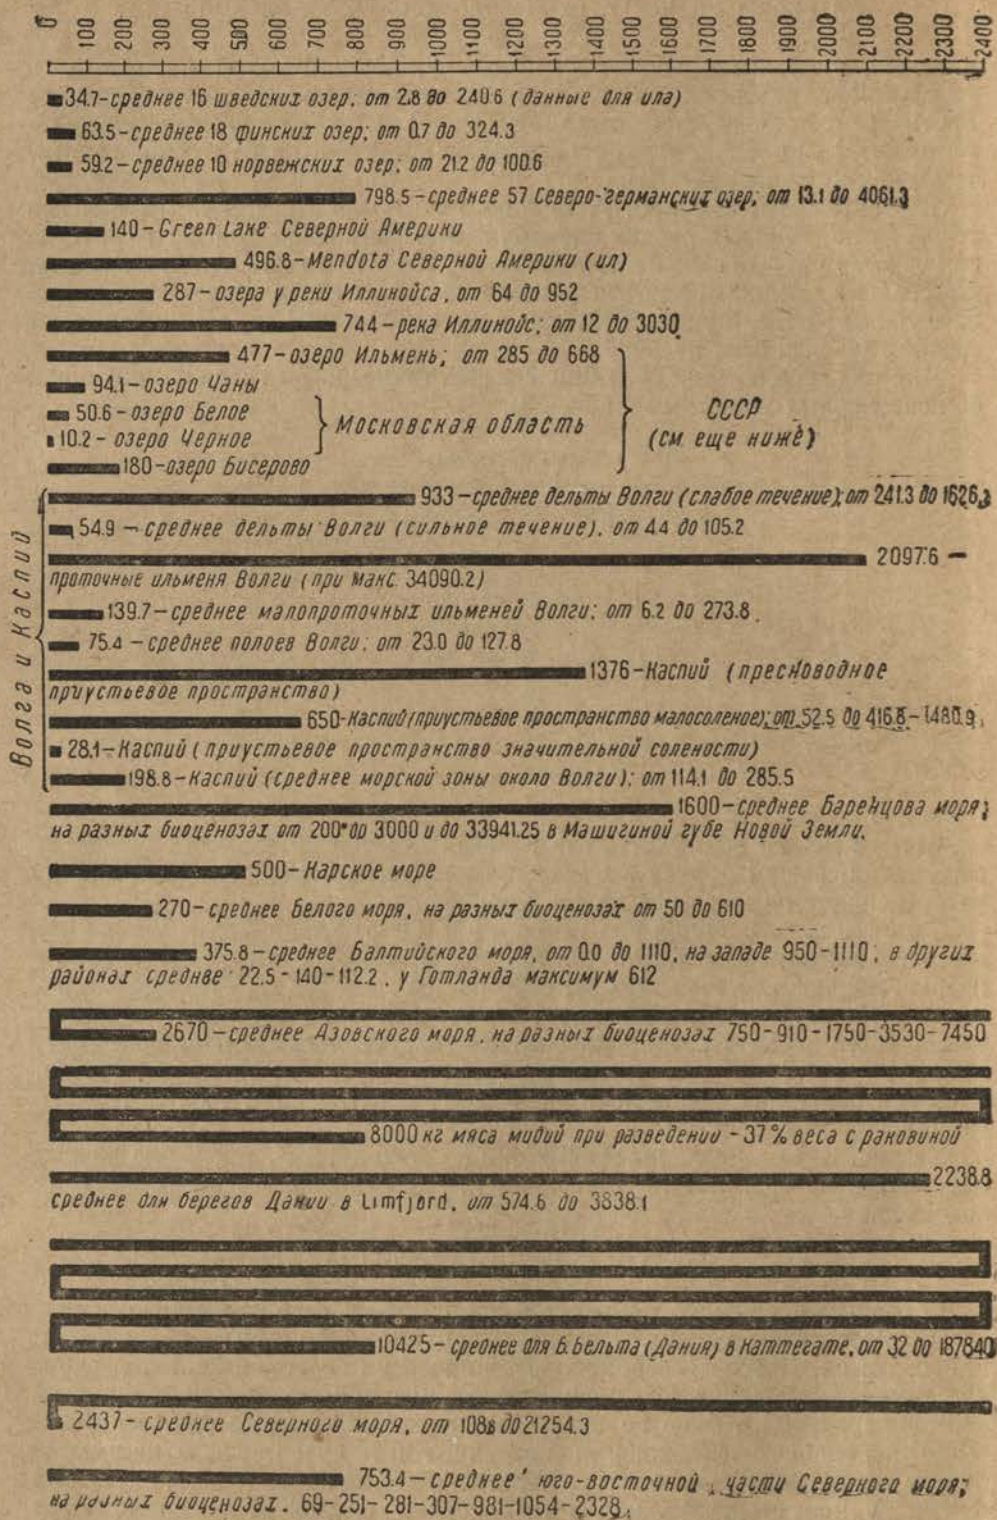 0 100 200 300 400 500 600 700 800 900 1000 1100 1200 1300 1400 1500 1600 1700 1800 1900 2000 2100 2200 2300 2400
34.7-среднее 16 шведских озер; от 2.8 до 240.6 (данные для ила)
63.5-среднее 18 финских озер; от 0.7 до 324.3
59.2-среднее 10 норвежских озер; от 21.2 до 100.6
798.5-среднее 57 Северо-германских озер; от 13.1 до 4061.3
140-Green Lake Северной Америки
496.8-Mendota Северной Америки (ил)
287-озера у реки Иллинойса, от 64 до 952
744-река Иллинойс; от 12 до 3030
477-озеро Ильмень; от 285 до 668
94.1-озеро Чаны
50.6-озеро Белое
10.2-озеро Черное
Московская область
СССР
(см. еще ниже)
180-озеро Бисерово
Волга и Каспий
933-среднее дельты Волги (слабое течение); от 241.3 до 1626.3
54.9-среднее дельты Волги (сильное течение), от 4.4 до 105.2
2097.6 -
проточные ильменя Волги (при макс. 34090.2)
139.7-среднее малопроточных ильменей Волги; от 6.2 до 273.8
75.4-среднее полоев Волги; от 23.0 до 127.8
1376-Каспий (пресноводное
приустьевое пространство)
650-Каспий (приустьевое пространство малосоленое); от 52.5 до 416.8-1480.9
28.1-Каспий (приустьевое пространство значительной солености)
198.8-Каспий (среднее морской зоны около Волги); от 114.1 до 285.5
1600-среднее Баренцова моря;
на разных биоценозах от 200 до 3000 и до 33941.25 в Машигиной губе Новой Земли.
500-Карское море
270-среднее Белого моря, на разных биоценозах от 50 до 610
375.8-среднее Балтийского моря, от 0.0 до 1110, на западе 950-1110, в других
районах среднее 22.5-140-112.2, у Готланда максимум 612
2670-среднее Азовского моря, на разных биоценозах 750-910-1750-3530-7450
8000 кг мяса мидий при разведении - 37% веса с раковиной
2238.8
среднее для берегов Дании в Limfjord, от 574.6 до 3838.1
10425-среднее для Б. Бельта (Дания) в Каттегате, от 32 до 187840
2437-среднее Северного моря, от 108.8 до 21254.3
753.4-среднее юго-восточной части Северного моря;
на разных биоценозах. 69-251-281-307-981-1054-2328.